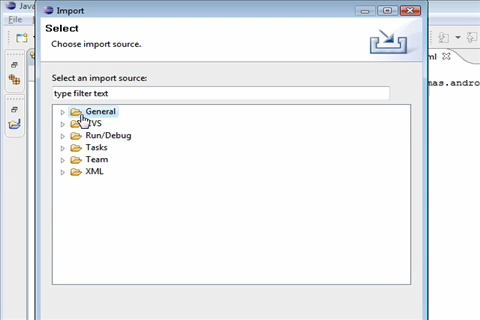 Java
Import
File
Select
Choose import source.
ml
Select an import source:
mas.andro
type filter text
General
CVS
Run/Debug
Tasks
Team
XML